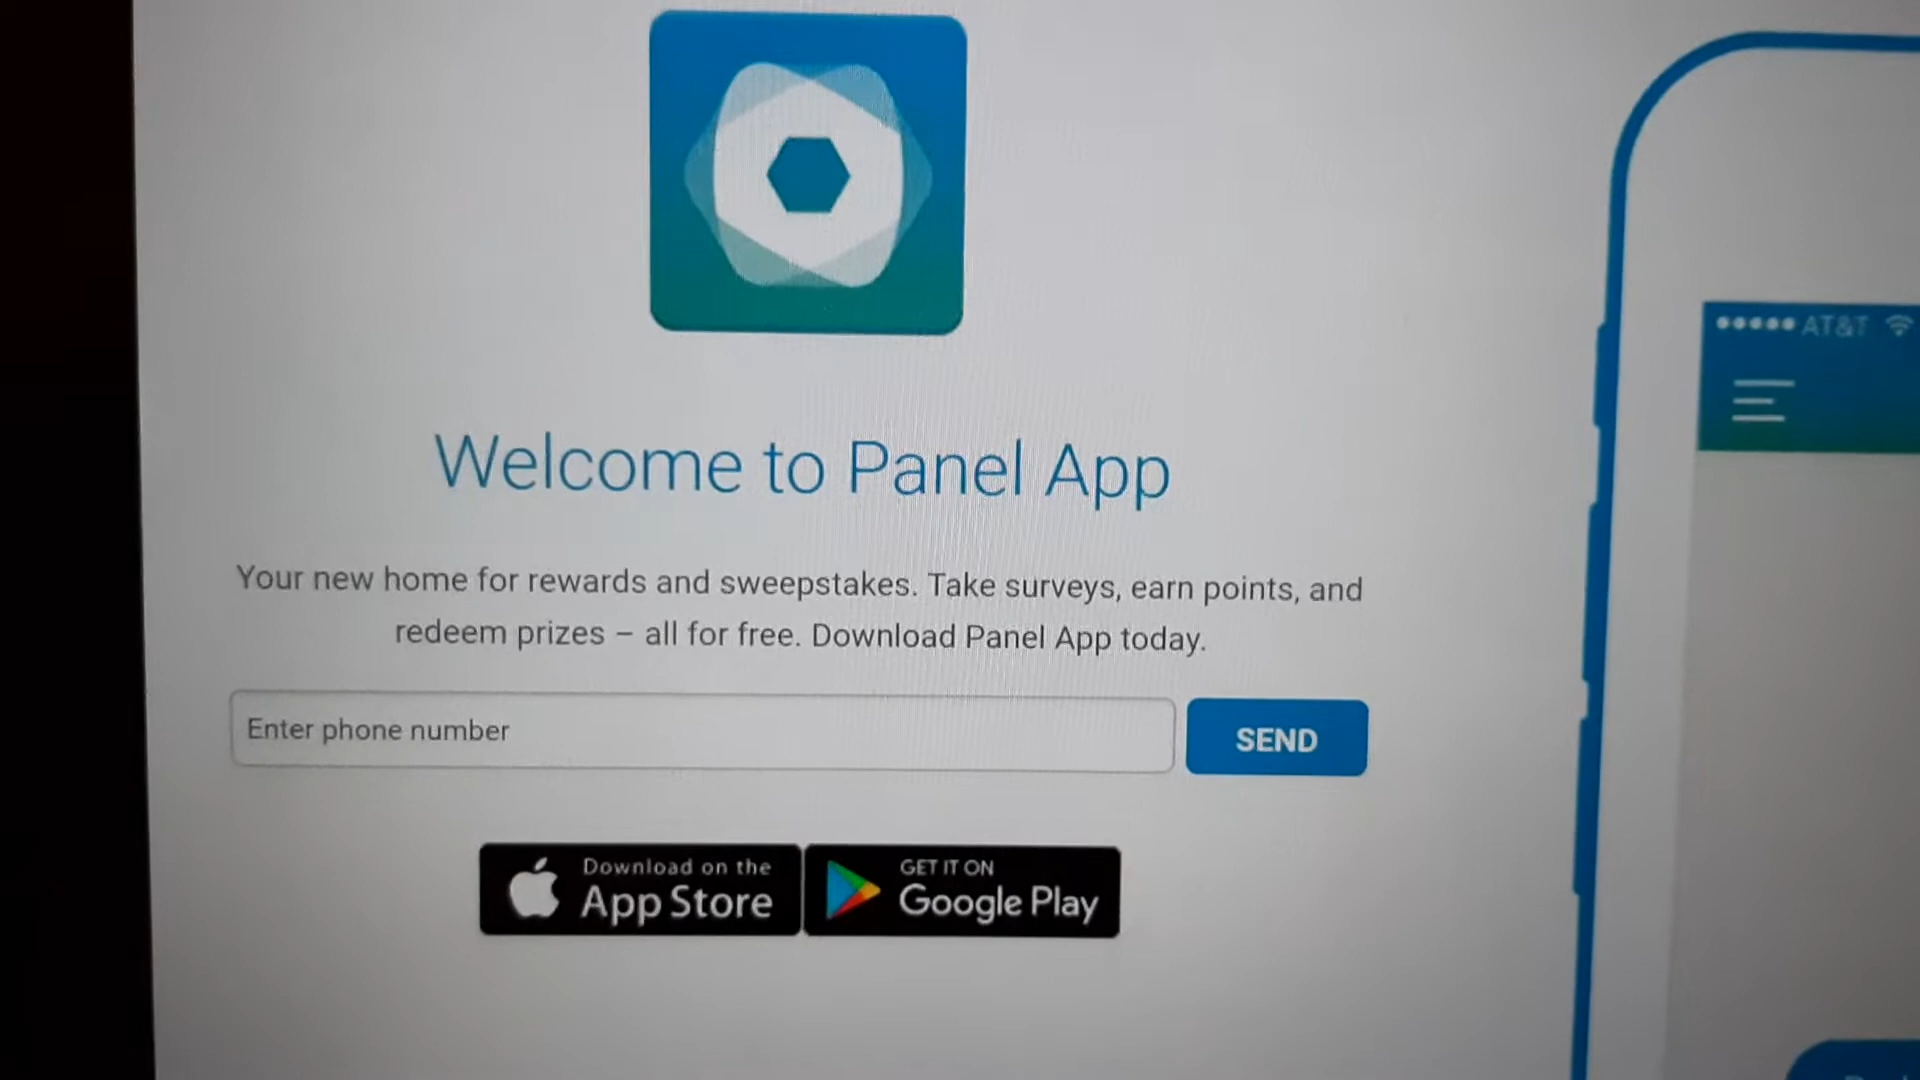 AT&T
Welcome to Panel App
Your new home for rewards and sweepstakes. Take surveys, earn points, and
redeem prizes – all for free. Download Panel App today.
Enter phone number
SEND
Download on the
App Store
GET IT ON
Google Play